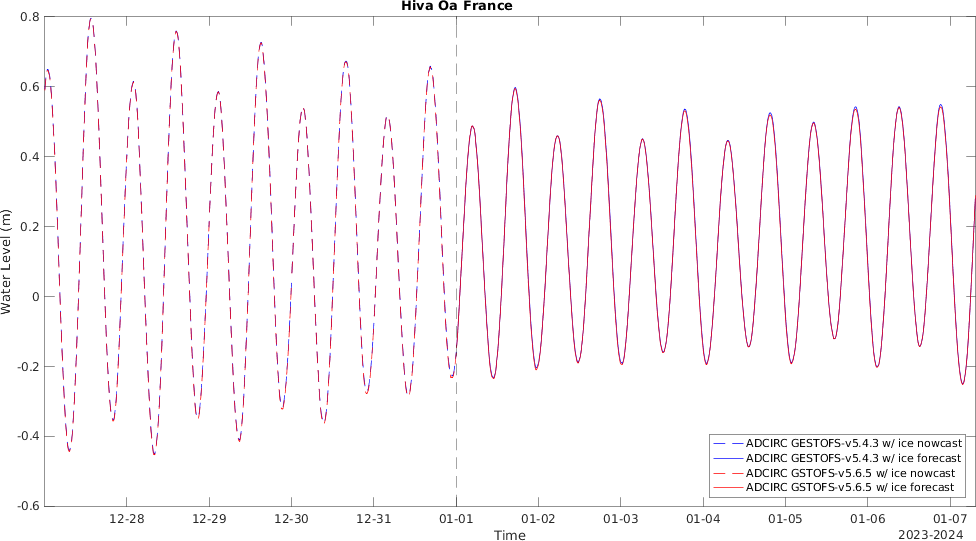 Hiva Oa France
Water Level (m)
0.8
0.6
0.4
0.2
0
-0.2
-0.4
-0.6
ADCIRC GESTOFS-v5.4.3 w/ ice nowcast
ADCIRC GESTOFS-v5.4.3 w/ ice forecast
ADCIRC GSTOFS-v5.6.5 w/ ice nowcast
ADCIRC GSTOFS-v5.6.5 w/ ice forecast
12-28 12-29 12-30 12-31 01-01 01-02 01-03 01-04 01-05 01-06 01-07
Time
2023-2024